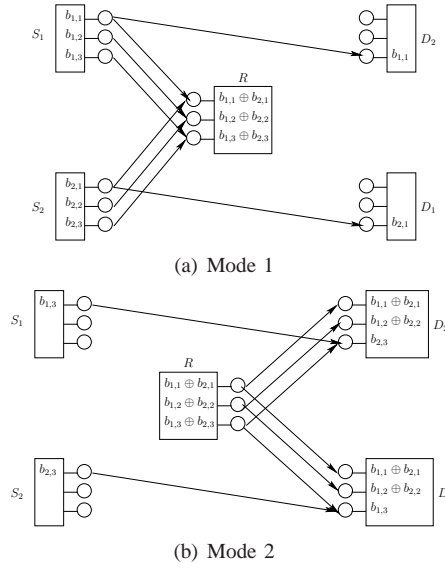 S₁
b₁,₁
b₁,₂
b₁,₃
D₂
b₁,₁
R
b₁,₁ ⊕ b₂,₁
b₁,₂ ⊕ b₂,₂
b₁,₃ ⊕ b₂,₃
S₂
b₂,₁
b₂,₂
b₂,₃
D₁
b₂,₁
(a) Mode 1
S₁
b₁,₃
D₂
b₁,₁ ⊕ b₂,₁
b₁,₂ ⊕ b₂,₂
b₂,₃
R
b₁,₁ ⊕ b₂,₁
b₁,₂ ⊕ b₂,₂
b₁,₃ ⊕ b₂,₃
S₂
b₂,₃
b₁,₁ ⊕ b₂,₁
b₁,₂ ⊕ b₂,₂
b₁,₃
D
(b) Mode 2